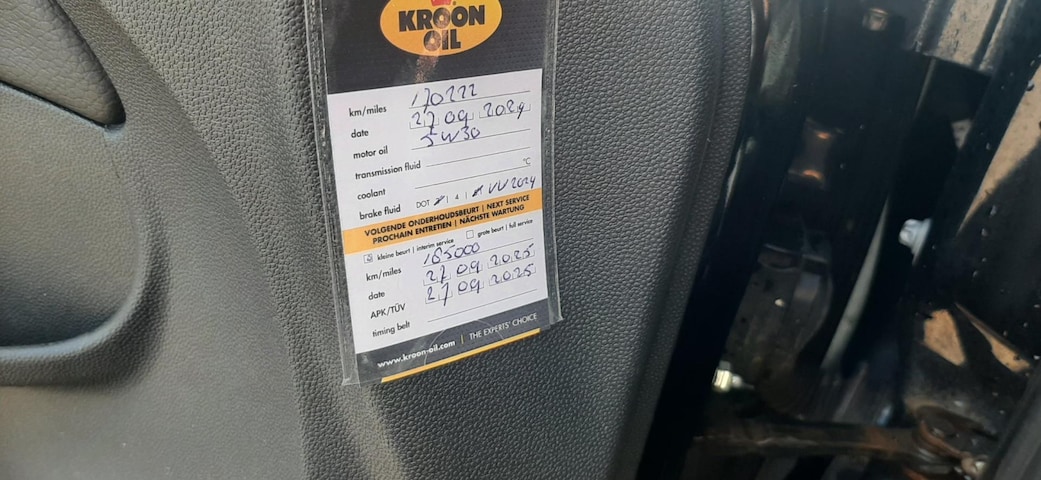 KROON
OIL
km/miles 170222
date 27 09 2024
motor oil 5W30
transmission fluid
coolant °C
brake fluid DOT | 4 | VV 2024
VOLGENDE ONDERHOUDSBEURT | NEXT SERVICE
PROCHAIN ENTRETIEN | NÄCHSTE WARTUNG
kleine beurt | interim service grote beurt | full service
km/miles 185000
date 27 09 2025
APK/TÜV 27 09 2025
timing belt
www.kroon-oil.com | THE EXPERTS' CHOICE